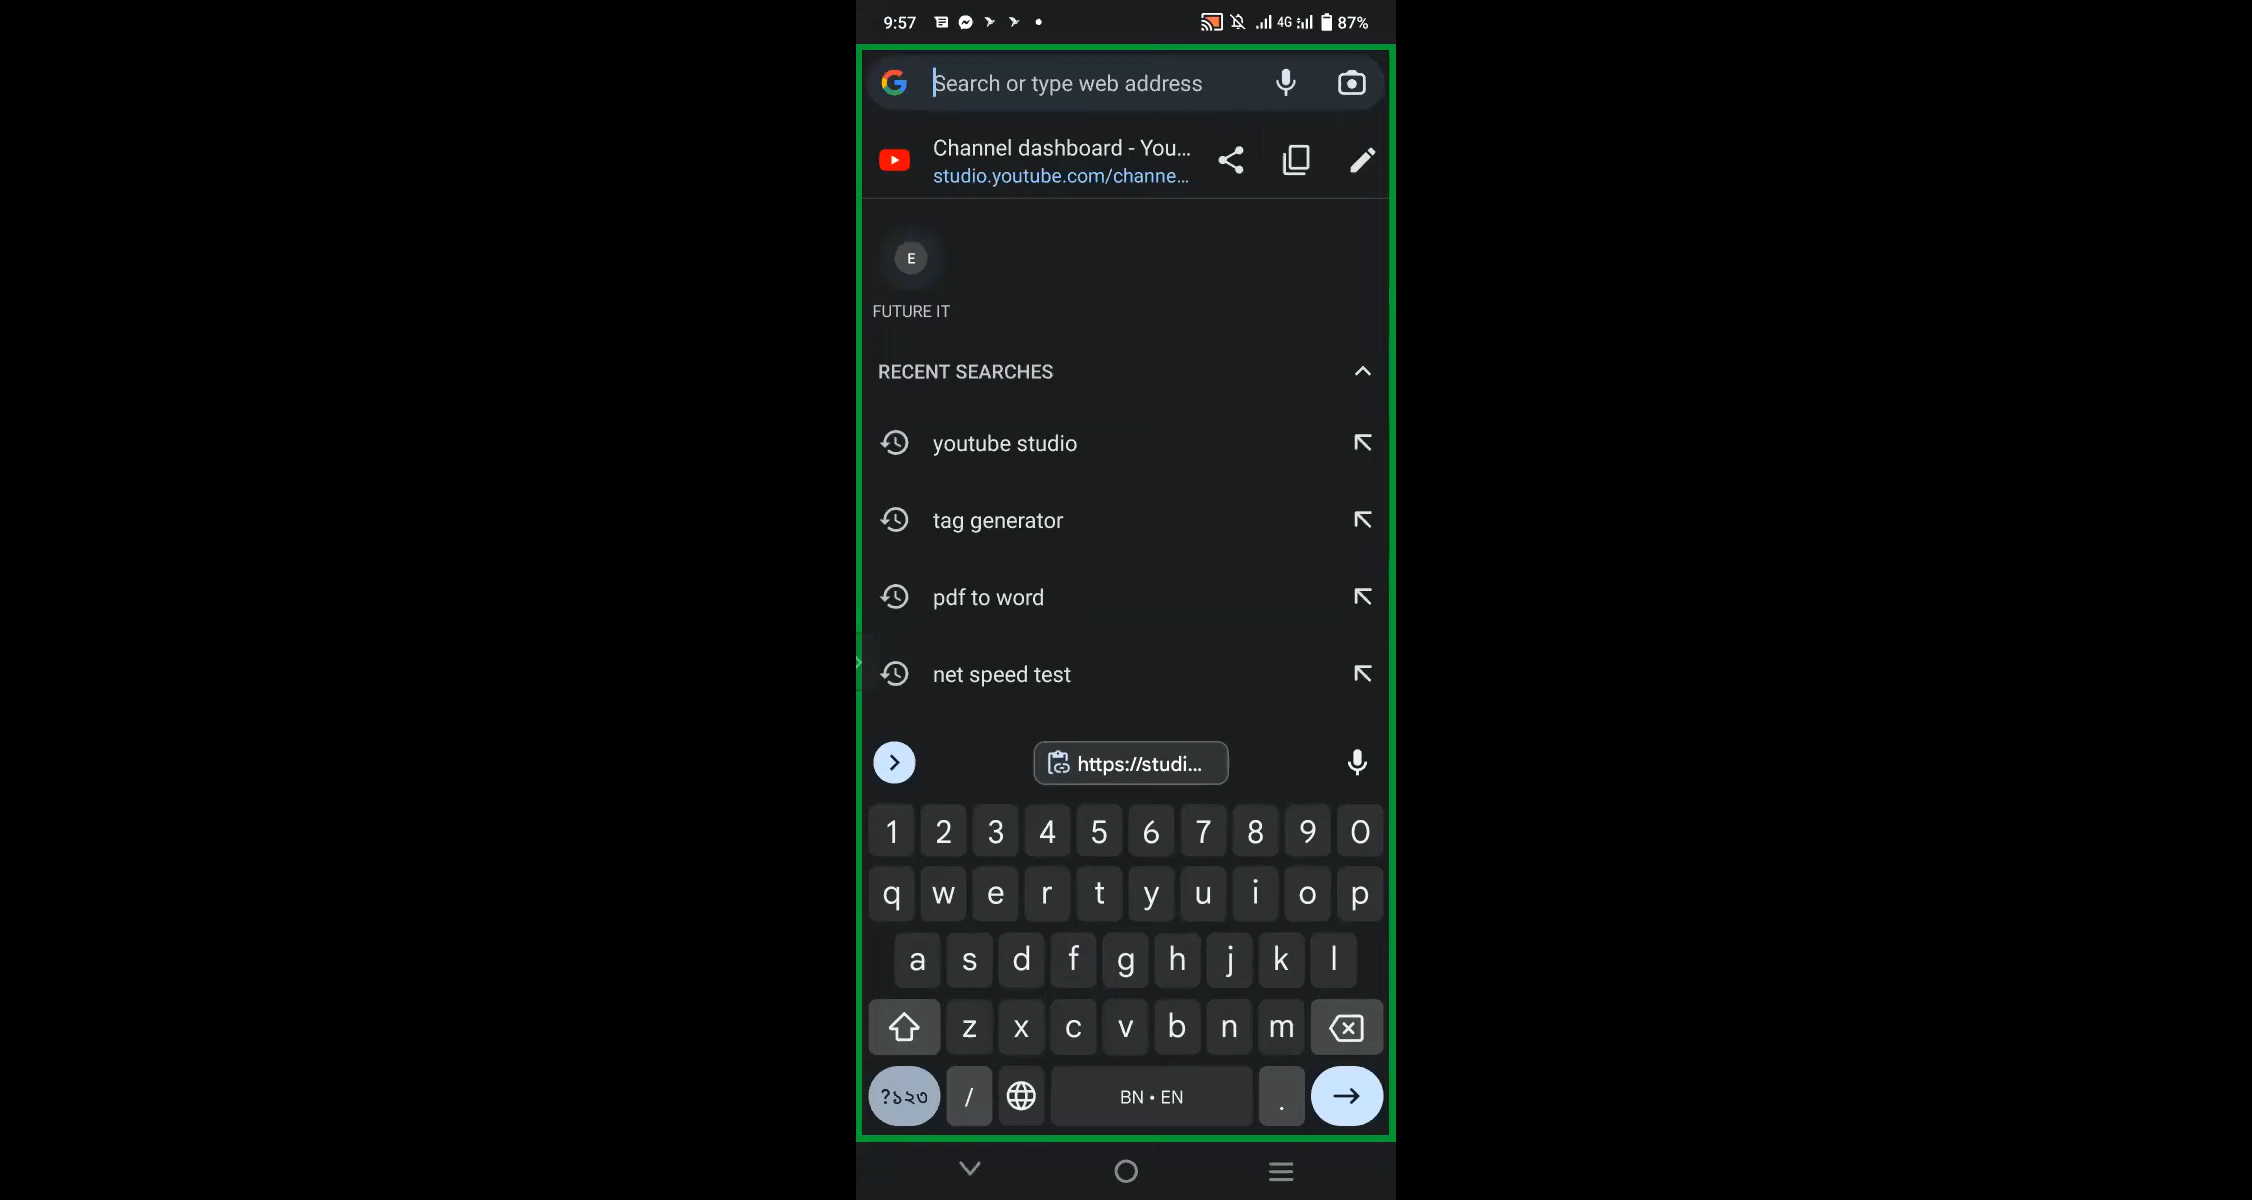 9:57 4G 87%
Search or type web address
Channel dashboard - You...
studio.youtube.com/channe...
E
FUTURE IT
RECENT SEARCHES
youtube studio
tag generator
pdf to word
net speed test
https://studi...
1 2 3 4 5 6 7 8 9 0
q w e r t y u i o p
a s d f g h j k l
z x c v b n m
?১২৩ / BN • EN .